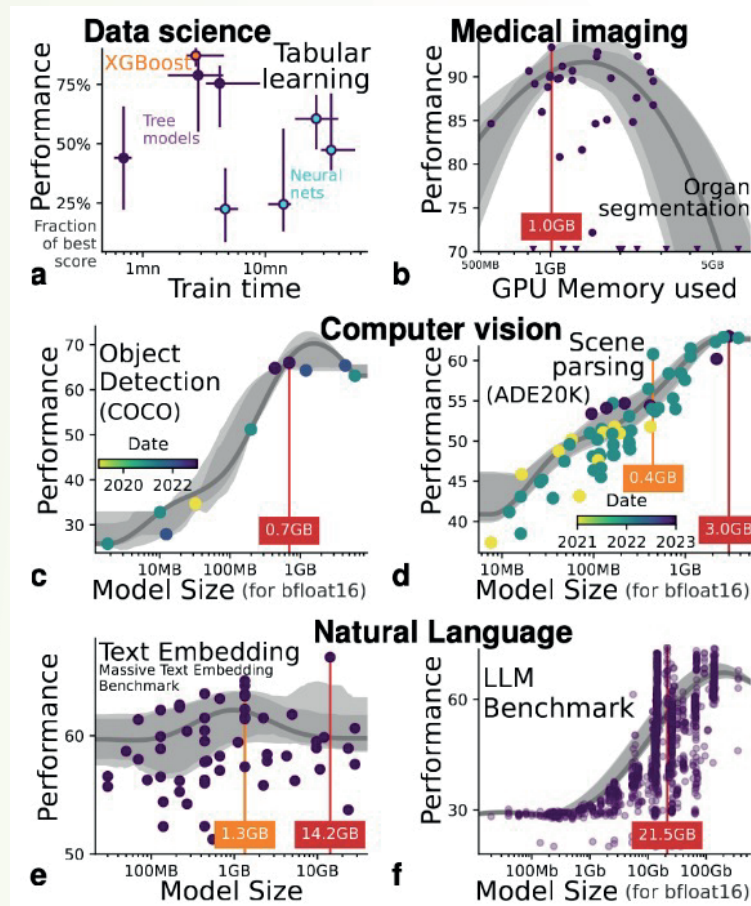 Data science
Medical imaging
Performance
75%
50%
25%
XGBoost
Tabular
learning
Tree
models
Neural
nets
Fraction
of best
score
1mn
10mn
a
Train time
Performance
90
85
80
75
70
Organ
segmentation
1.0GB
500MB
1GB
5GB
b
GPU Memory used
Computer vision
Performance
70
60
50
40
30
Object
Detection
(COCO)
Date
2020
2022
0.7GB
10MB
100MB
1GB
c
Model Size (for bfloat16)
Performance
60
55
50
45
40
Scene
parsing
(ADE20K)
0.4GB
Date
2021
2022
2023
3.0GB
10MB
100MB
1GB
d
Model Size (for bfloat16)
Natural Language
Performance
60
50
Text Embedding
Massive Text Embedding
Benchmark
1.3GB
14.2GB
100MB
1GB
10GB
e
Model Size
Performance
60
30
LLM
Benchmark
21.5GB
100Mb
1Gb
10Gb
100Gb
f
Model Size (for bfloat16)